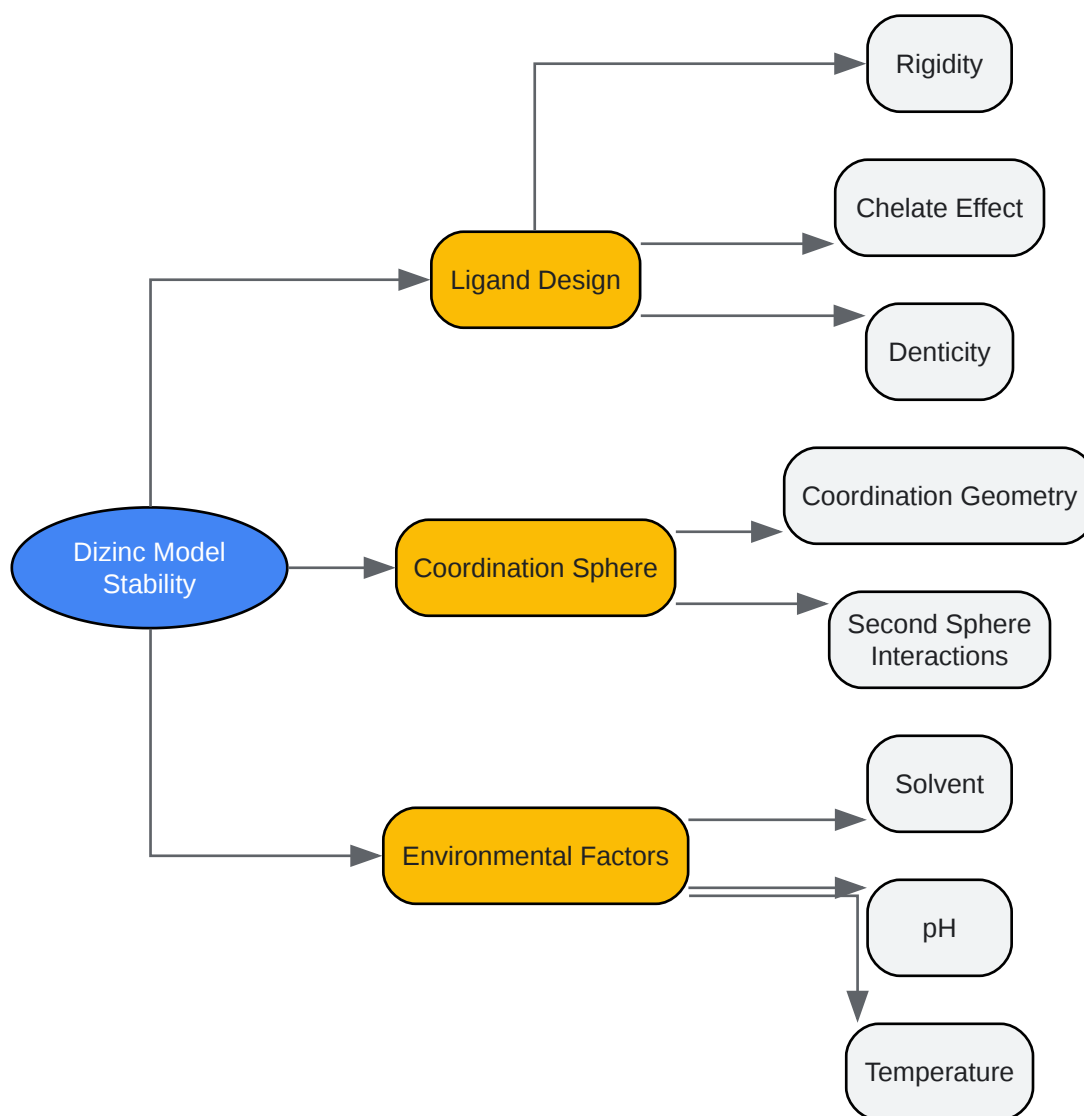 Rigidity
Chelate Effect
Ligand Design
Denticity
Coordination Geometry
Dizinc Model
Stability
Coordination Sphere
Second Sphere
Interactions
Solvent
Environmental Factors
pH
Temperature